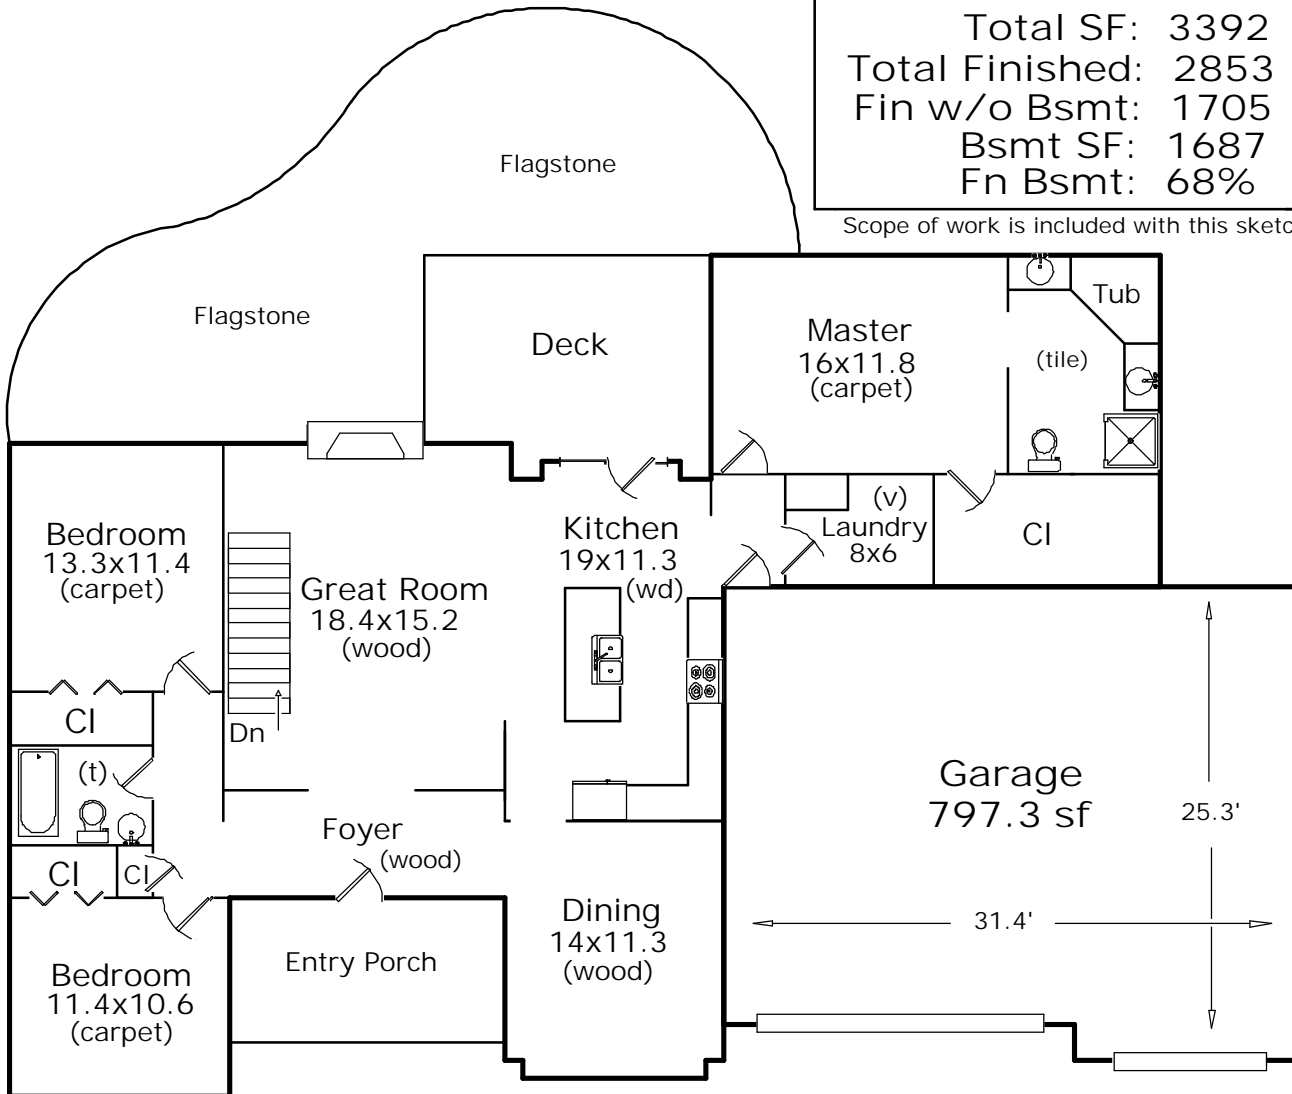 Total SF: 3392
Total Finished: 2853
Fin w/o Bsmt: 1705
Bsmt SF: 1687
Fn Bsmt: 68%
Scope of work is included with this sketc
Flagstone
Flagstone
Deck
Master
16x11.8
(carpet)
Tub
(tile)
Bedroom
13.3x11.4
(carpet)
Great Room
18.4x15.2
(wood)
Kitchen
19x11.3
(wd)
(v)
Laundry
8x6
Cl
Cl
Dn
(t)
Cl
Cl
Foyer
(wood)
Garage
797.3 sf
25.3'
31.4'
Dining
14x11.3
(wood)
Entry Porch
Bedroom
11.4x10.6
(carpet)